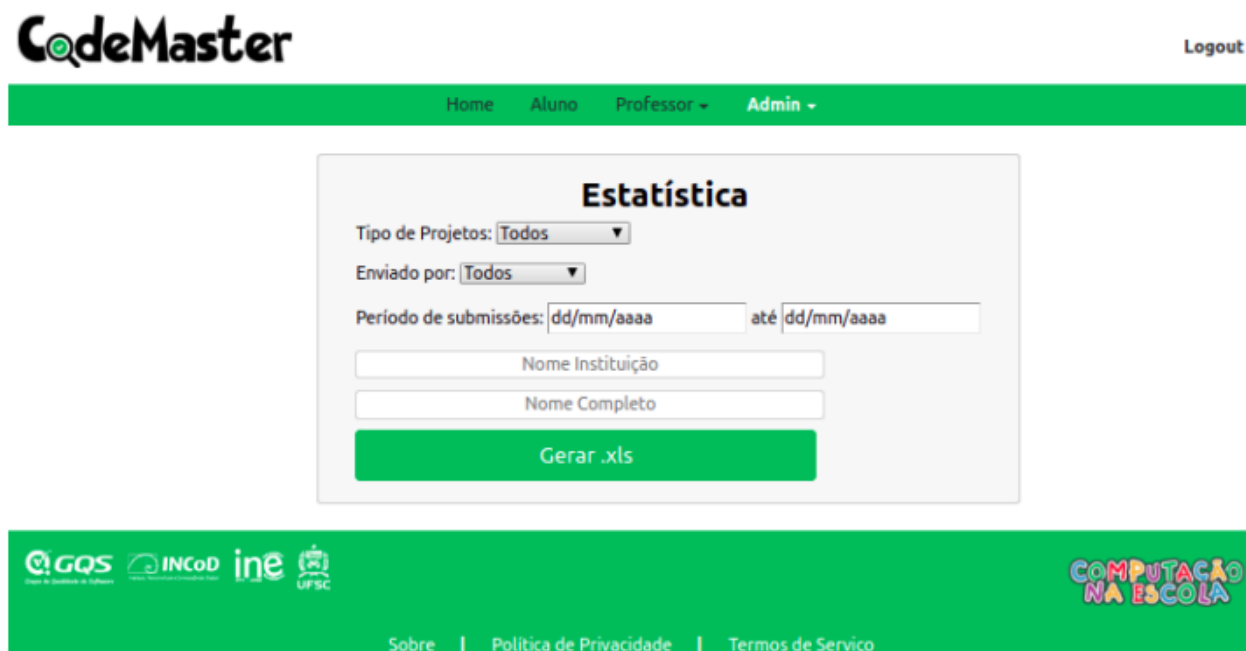 CodeMaster
Logout
Home Aluno Professor Admin
Estatística
Tipo de Projetos: Todos
Enviado por: Todos
Período de submissões: dd/mm/aaaa até dd/mm/aaaa
Nome Instituição
Nome Completo
Gerar .xls
GQS INCoD ine UFSC
COMPUTAÇÃO
NA ESCOLA
Sobre | Política de Privacidade | Termos de Serviço